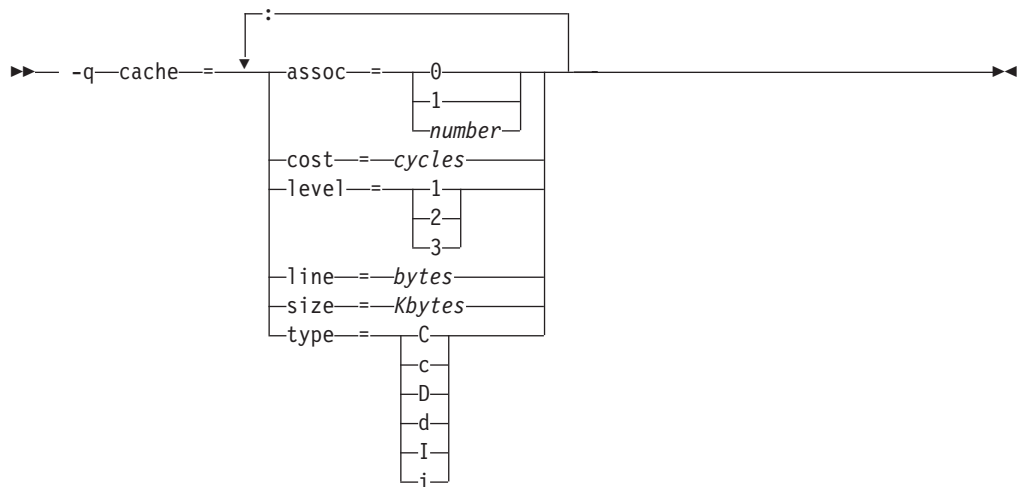 :
-q cache = assoc = 0
1
number
cost = cycles
level = 1
2
3
line = bytes
size = Kbytes
type = C
c
D
d
I
i